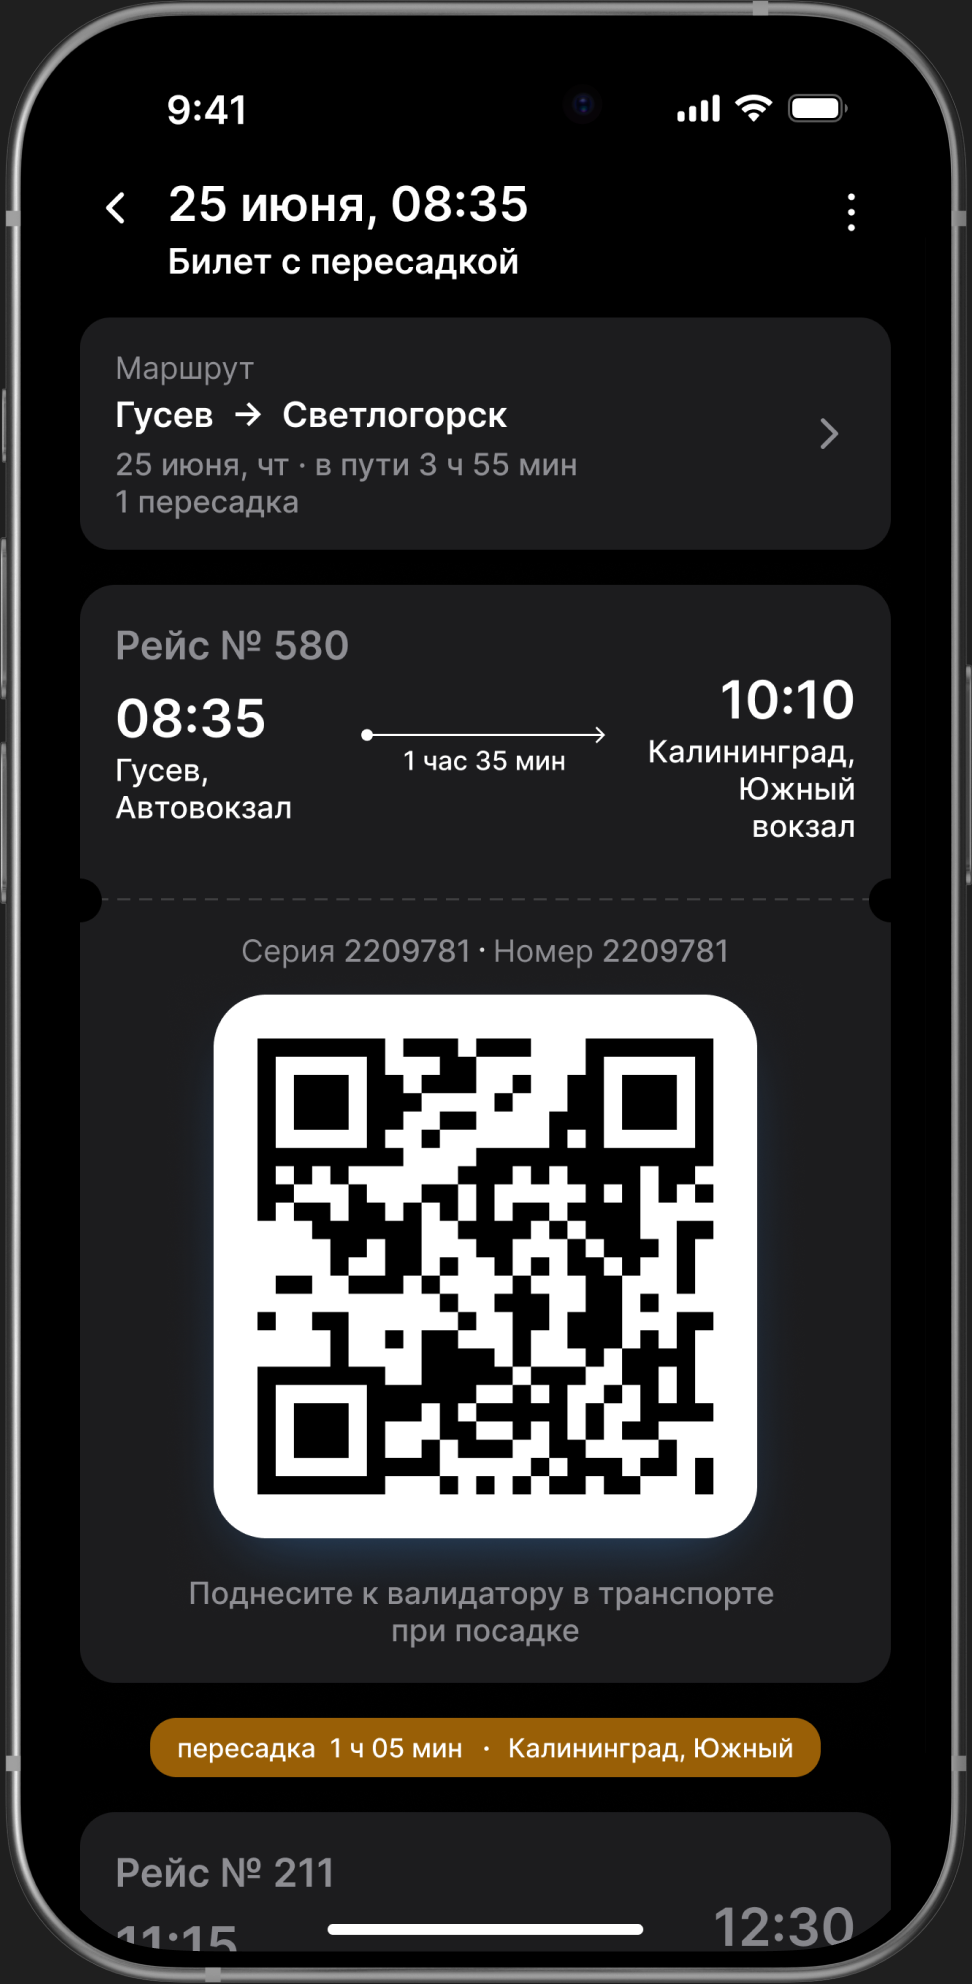 9:41
25 июня, 08:35
Билет с пересадкой
Маршрут
Гусев → Светлогорск
25 июня, чт · в пути 3 ч 55 мин
1 пересадка
Рейс № 580
08:35
10:10
1 час 35 мин
Гусев,
Автовокзал
Калининград,
Южный
вокзал
Серия 2209781 · Номер 2209781
Поднесите к валидатору в транспорте
при посадке
пересадка 1 ч 05 мин · Калининград, Южный
Рейс № 211
11:15
12:30